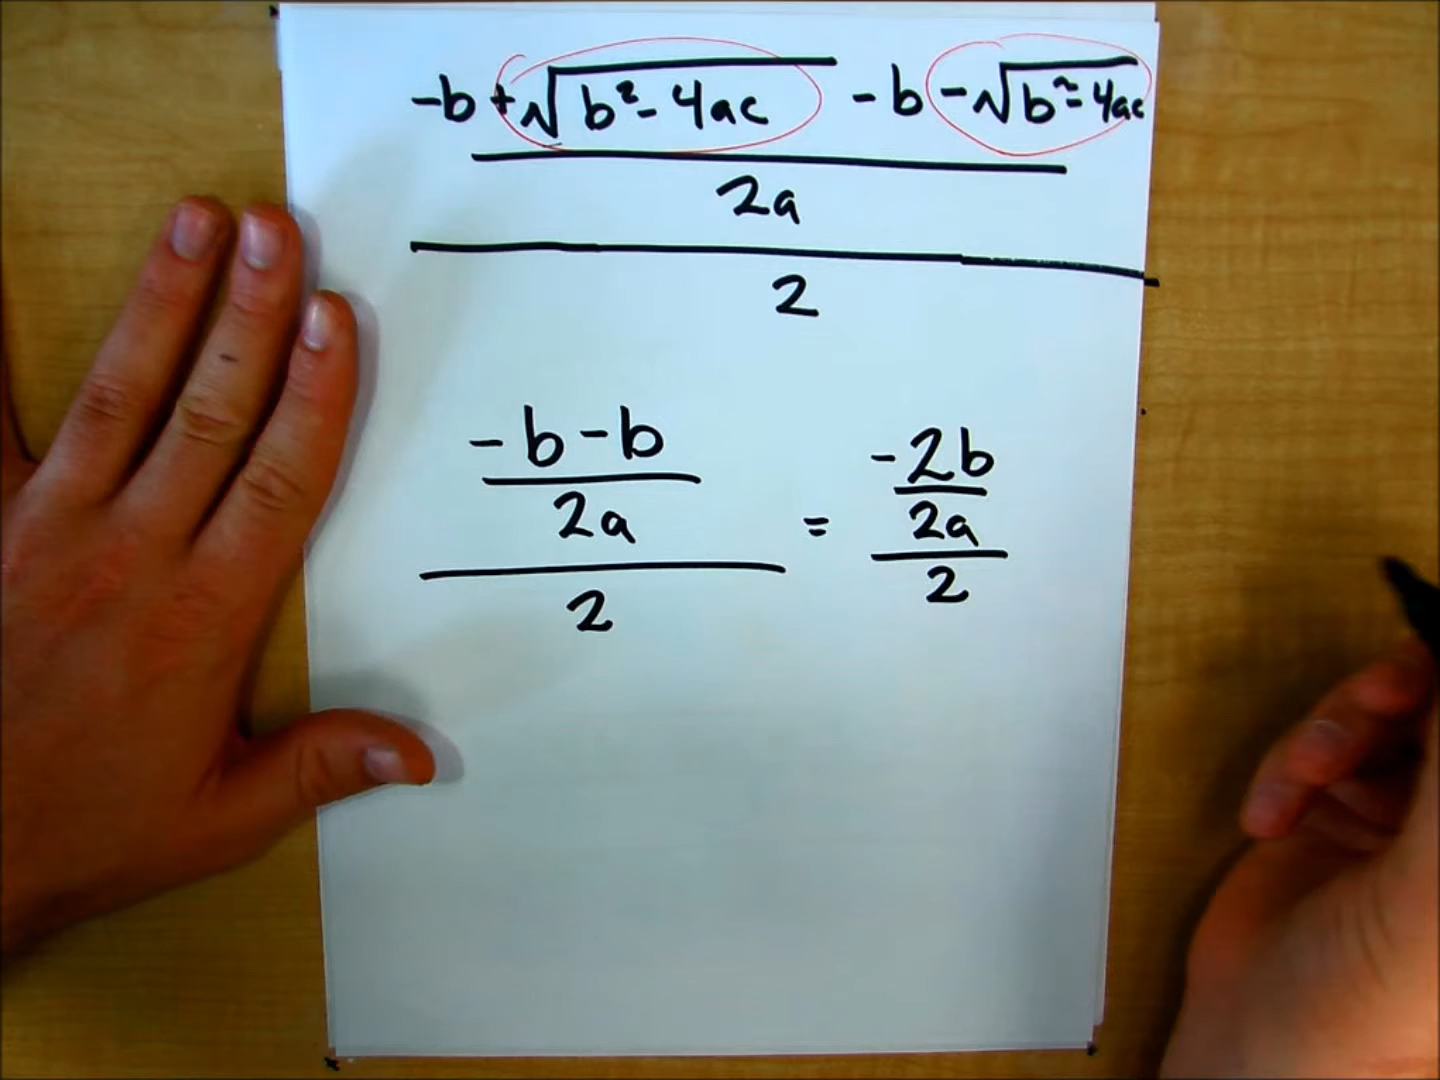 -b + √b² - 4ac - b - √b² - 4ac
2a
2
-b - b
2a
2
= -2b
2a
2